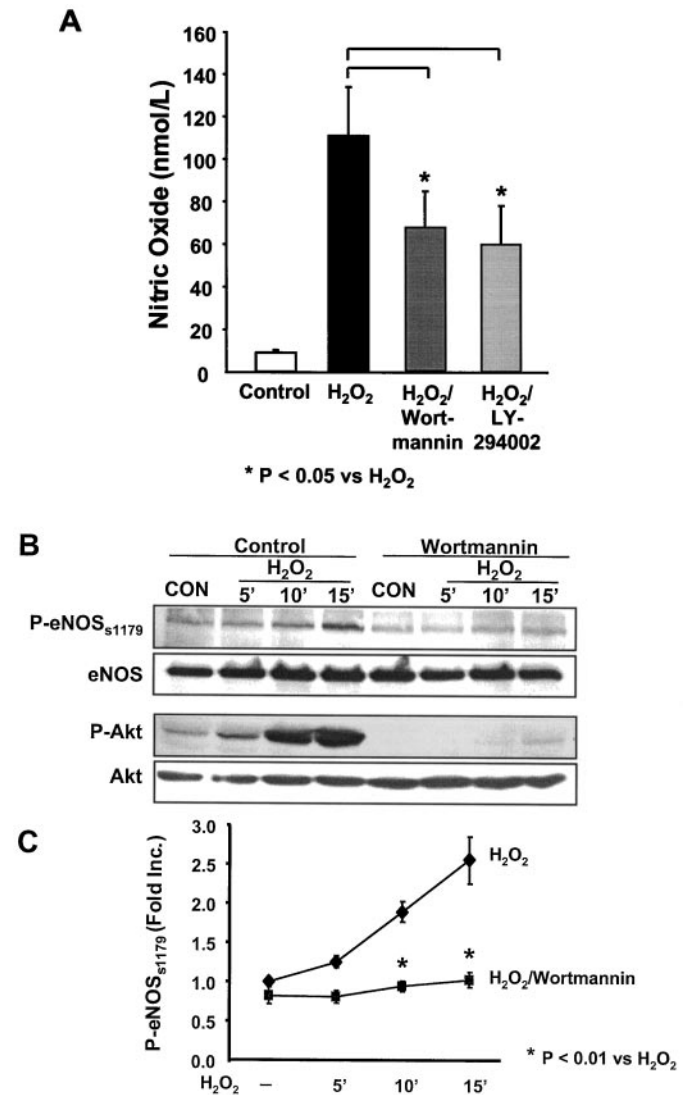 A
Nitric Oxide (nmol/L)
160
140
120
100
80
60
40
20
0
* *
Control H₂O₂ H₂O₂/ H₂O₂/
Wort- LY-
mannin 294002
* P < 0.05 vs H₂O₂
B
Control Wortmannin
H₂O₂ H₂O₂
CON 5' 10' 15' CON 5' 10' 15'
P-eNOSs1179
eNOS
P-Akt
Akt
C
P-eNOSs1179 (Fold Inc.)
3.0
2.5
2.0
1.5
1.0
0.5
0.0
H₂O₂
* *
H₂O₂/Wortmannin
* P < 0.01 vs H₂O₂
H₂O₂ – 5' 10' 15'